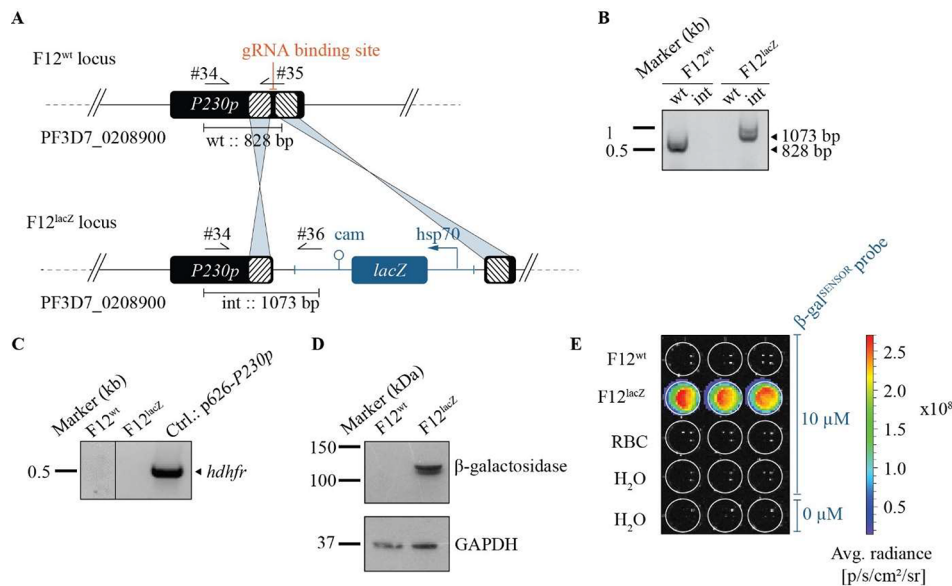 A
gRNA binding site
F12wt locus
#34
#35
P230p
PF3D7_0208900
wt :: 828 bp
F12lacZ locus
#34
#36
cam
hsp70
P230p
lacZ
PF3D7_0208900
int :: 1073 bp
B
Marker (kb)
F12wt
F12lacZ
wt int wt int
1
0.5
1073 bp
828 bp
C
Marker (kb)
F12wt
F12lacZ
Ctrl.: p626-P230p
0.5
hdhfr
D
Marker (kDa)
F12wt
F12lacZ
150
100
β-galactosidase
37
GAPDH
E
β-galSENSOR probe
F12wt
F12lacZ
RBC
H2O
H2O
10 µM
0 µM
2.5
2.0
1.5
1.0
0.5
x10⁸
Avg. radiance
[p/s/cm²/sr]